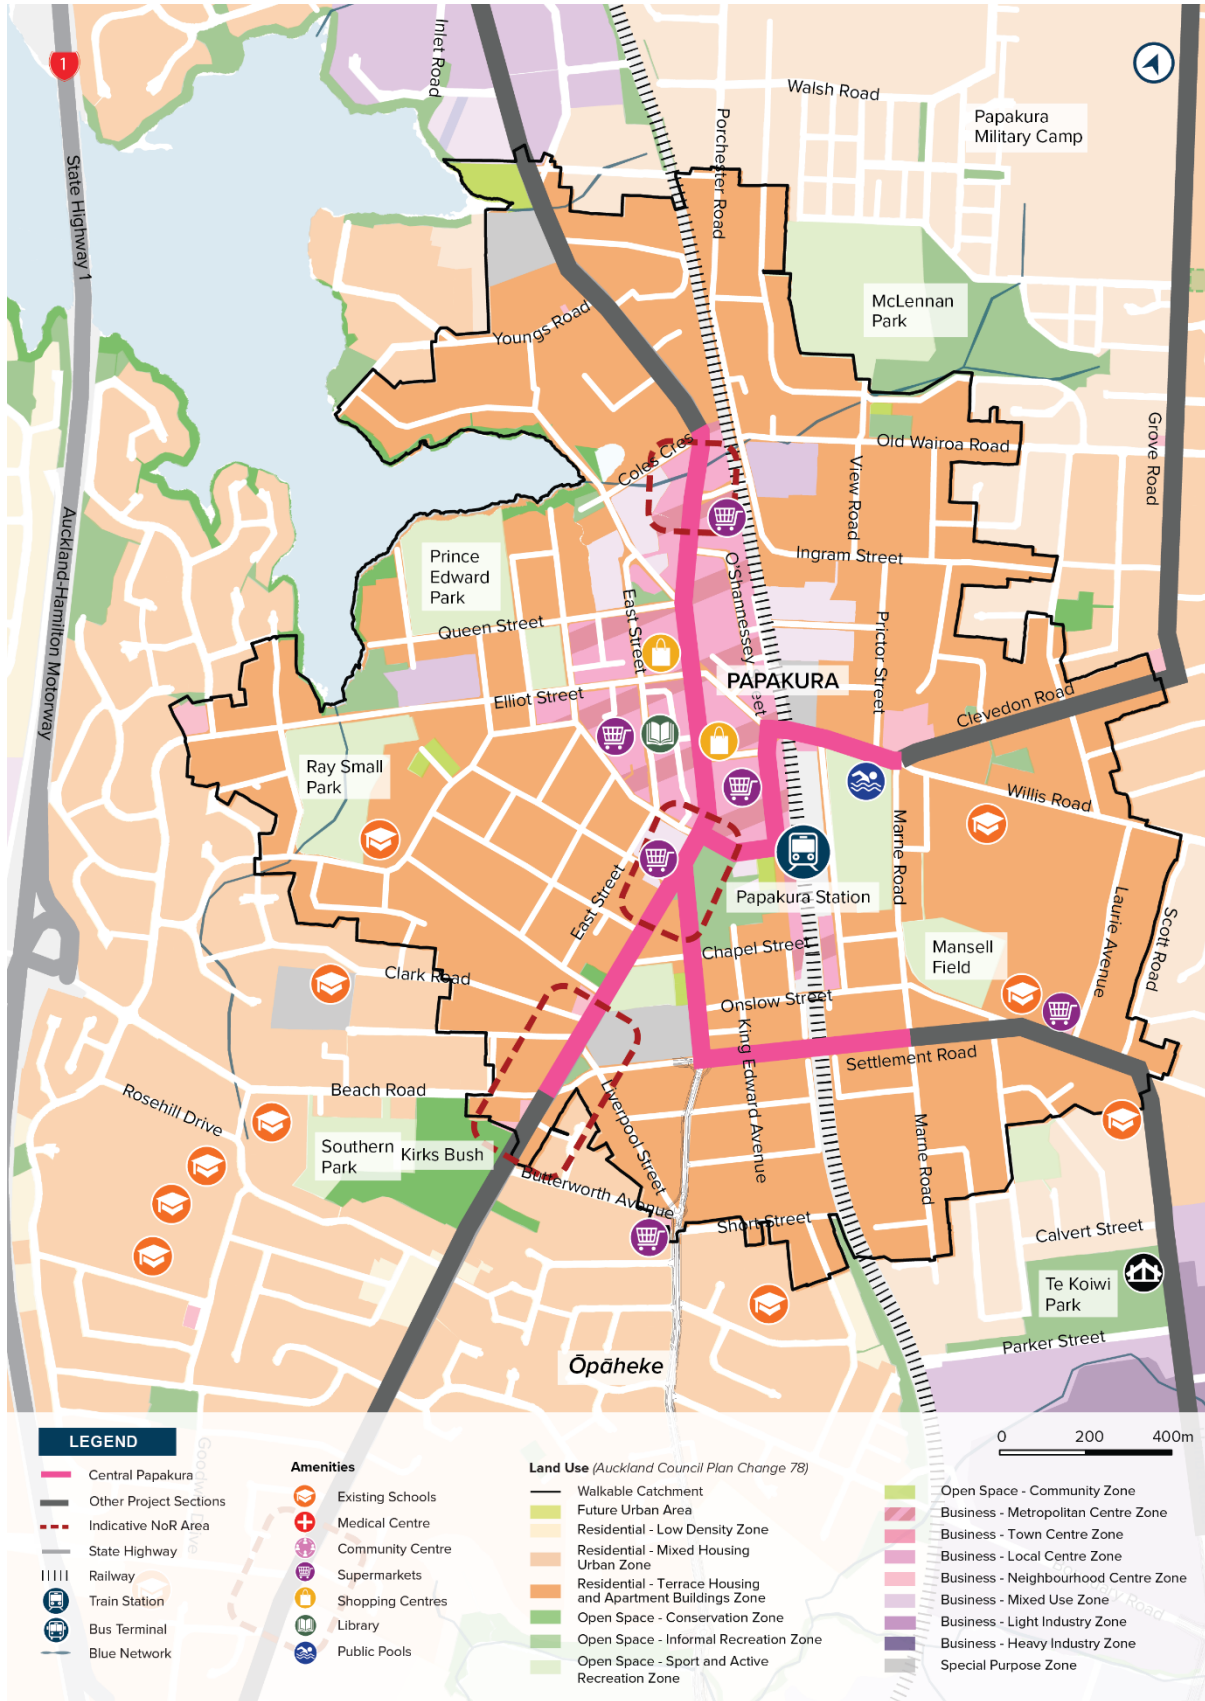 1
Inlet Road
State Highway 1
Walsh Road
Porchester Road
Papakura
Military Camp
McLennan
Park
Youngs Road
Grove Road
Coles Cres
Old Wairoa Road
View Road
Auckland-Hamilton Motorway
Prince
Edward
Park
Ingram Street
O'Shannessey Street
East Street
Queen Street
Prictor Street
PAPAKURA
Elliot Street
Clevedon Road
Ray Small
Park
Willis Road
Marne Road
East Street
Papakura Station
Laurie Avenue
Scott Road
Chapel Street
Mansell
Field
Clark Road
Onslow Street
King Edward Avenue
Settlement Road
Beach Road
Rosehill Drive
Liverpool Street
Marne Road
Southern
Park
Kirks Bush
Butterworth Avenue
Short Street
Calvert Street
Te Koiwi
Park
Parker Street
Ōpāheke
LEGEND
Central Papakura
Other Project Sections
Indicative NoR Area
State Highway
Railway
Train Station
Bus Terminal
Blue Network
Amenities
Existing Schools
Medical Centre
Community Centre
Supermarkets
Shopping Centres
Library
Public Pools
Land Use (Auckland Council Plan Change 78)
Walkable Catchment
Future Urban Area
Residential - Low Density Zone
Residential - Mixed Housing
Urban Zone
Residential - Terrace Housing
and Apartment Buildings Zone
Open Space - Conservation Zone
Open Space - Informal Recreation Zone
Open Space - Sport and Active
Recreation Zone
0 200 400m
Open Space - Community Zone
Business - Metropolitan Centre Zone
Business - Town Centre Zone
Business - Local Centre Zone
Business - Neighbourhood Centre Zone
Business - Mixed Use Zone
Business - Light Industry Zone
Business - Heavy Industry Zone
Special Purpose Zone